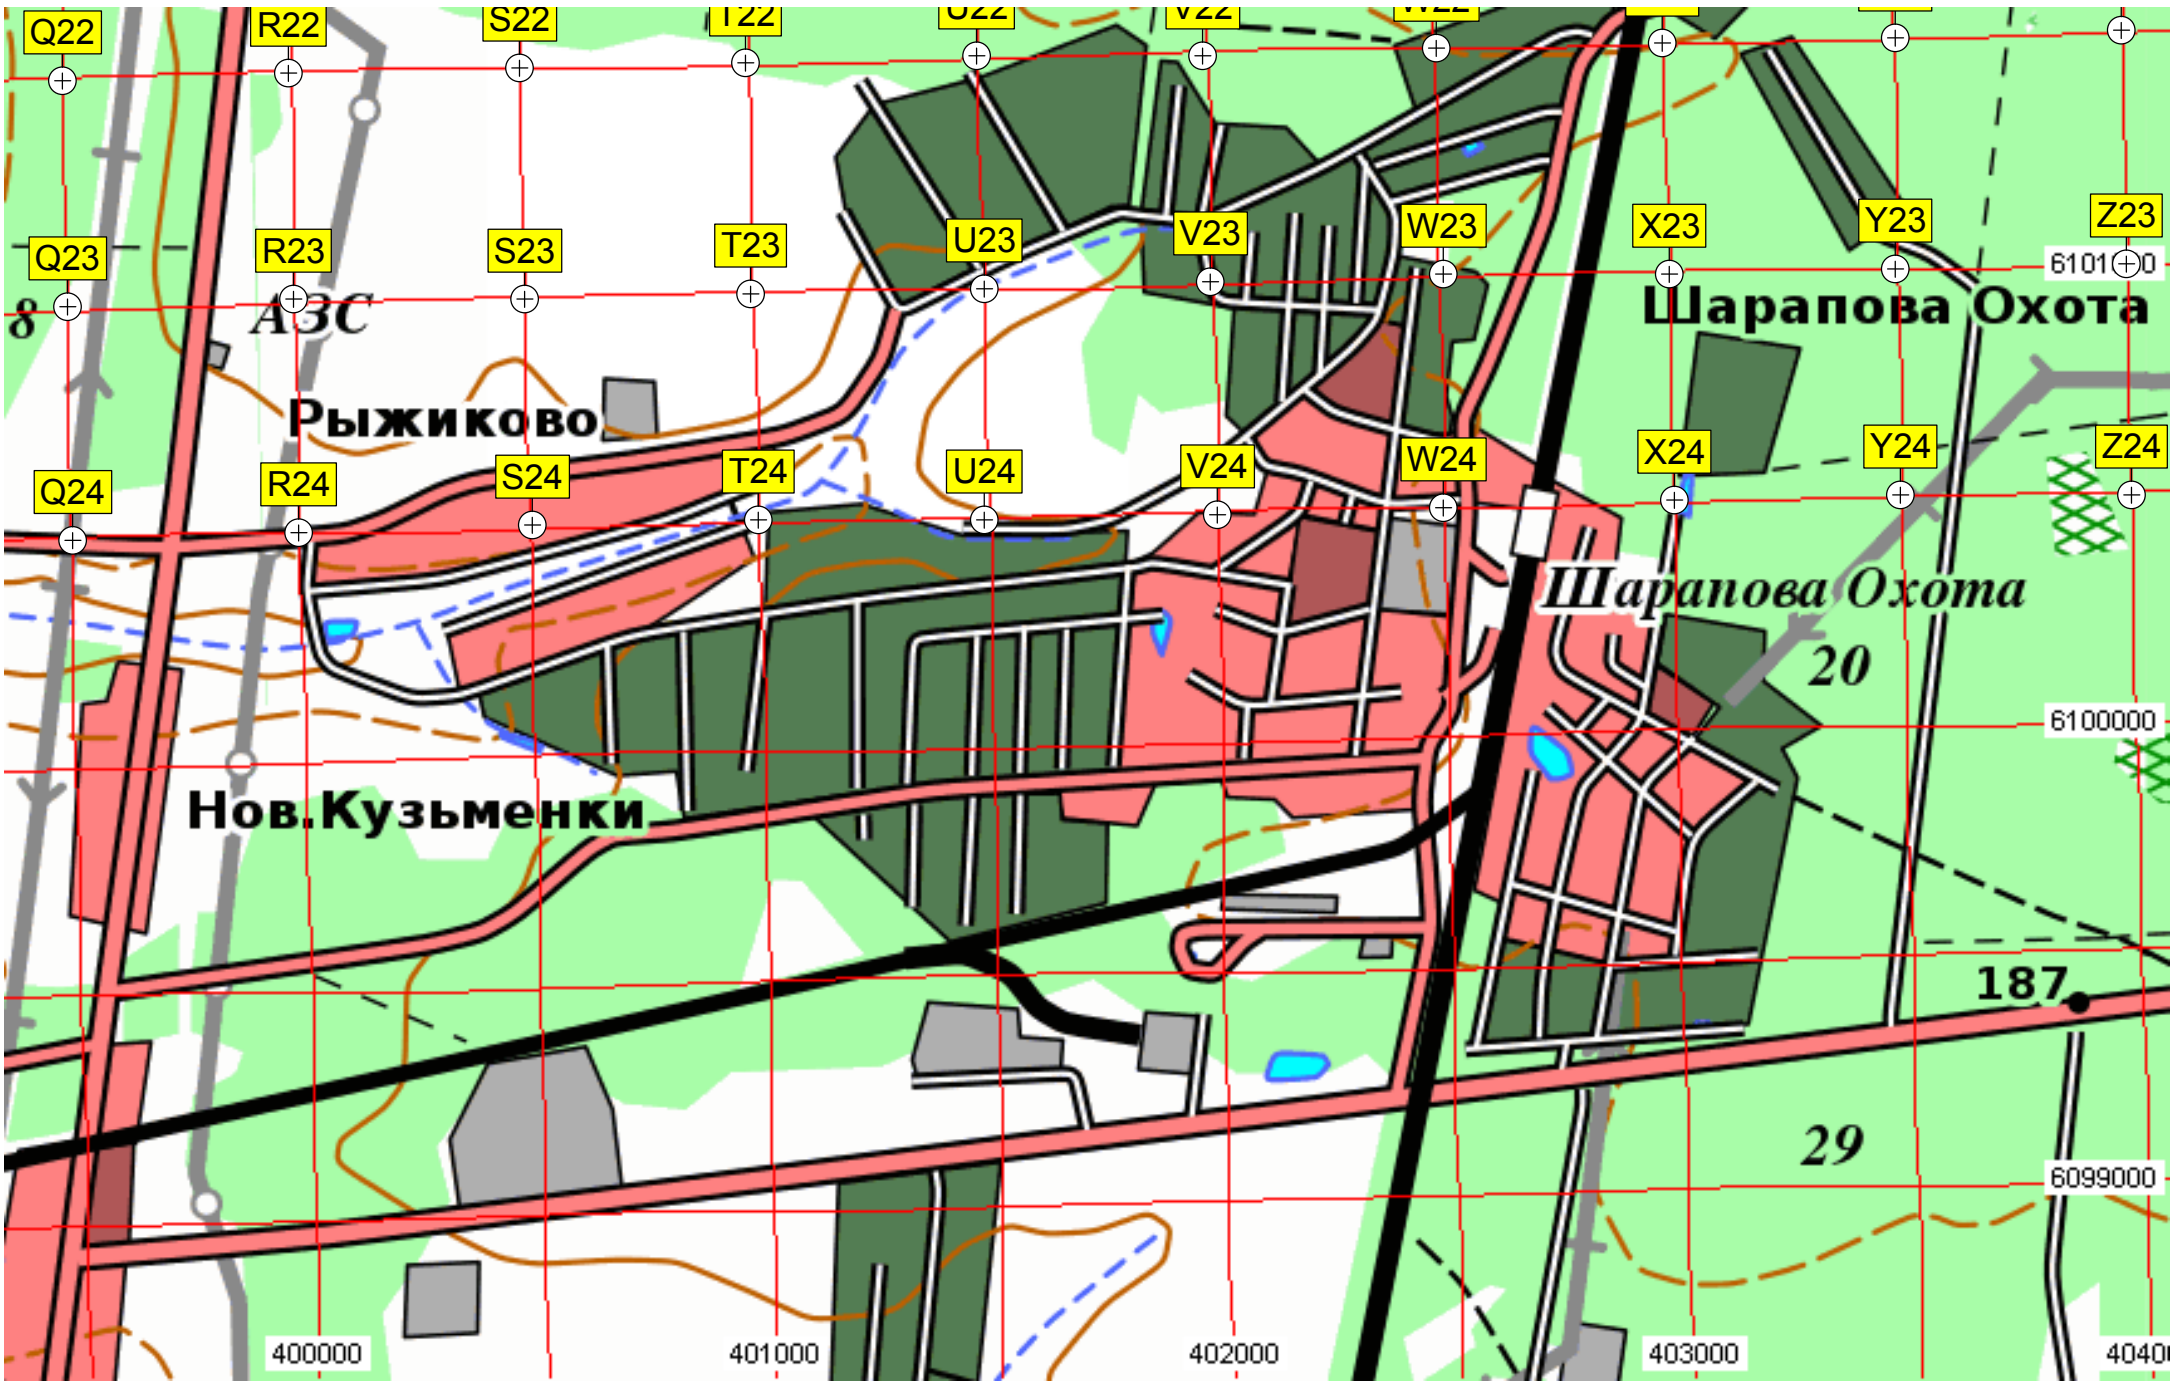 Q22
R22
S22
T22
U22
V22
W22
Q23
R23
S23
T23
U23
V23
W23
X23
Y23
Z23
8
АЗС
Шарапова Охота
Рыжиково
Q24
R24
S24
T24
U24
V24
W24
X24
Y24
Z24
Шарапова Охота
20
6100000
Нов.Кузьменки
187
29
6099000
400000
401000
402000
403000